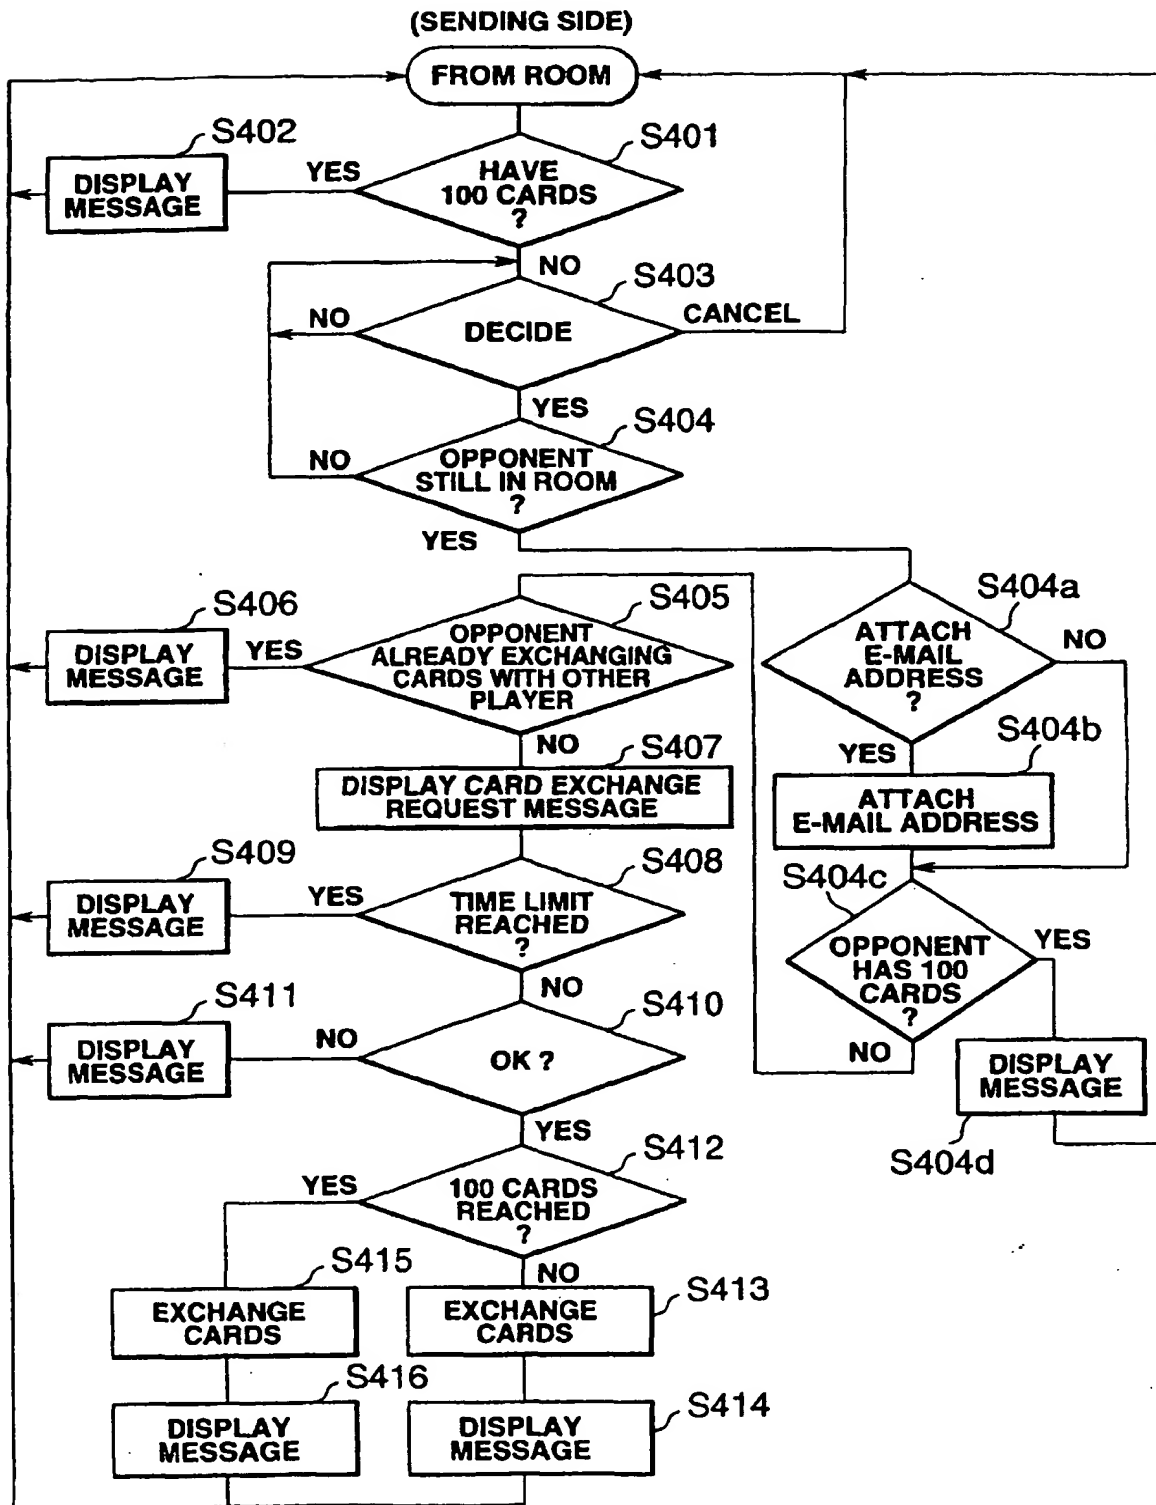 (SENDING SIDE)
FROM ROOM
S402
S401
DISPLAY
MESSAGE
YES
HAVE
100 CARDS
?
NO
S403
NO
DECIDE
CANCEL
YES
S404
NO
OPPONENT
STILL IN ROOM
?
YES
S404a
ATTACH
E-MAIL
ADDRESS
?
NO
YES
S404b
ATTACH
E-MAIL ADDRESS
S404c
OPPONENT
HAS 100
CARDS
?
YES
NO
DISPLAY
MESSAGE
S404d
S406
S405
DISPLAY
MESSAGE
YES
OPPONENT
ALREADY EXCHANGING
CARDS WITH OTHER
PLAYER
NO
S407
DISPLAY CARD EXCHANGE
REQUEST MESSAGE
S409
S408
DISPLAY
MESSAGE
YES
TIME LIMIT
REACHED
?
NO
S411
S410
DISPLAY
MESSAGE
NO
OK ?
YES
S412
YES
100 CARDS
REACHED
?
NO
S415
EXCHANGE
CARDS
S413
EXCHANGE
CARDS
S416
DISPLAY
MESSAGE
S414
DISPLAY
MESSAGE